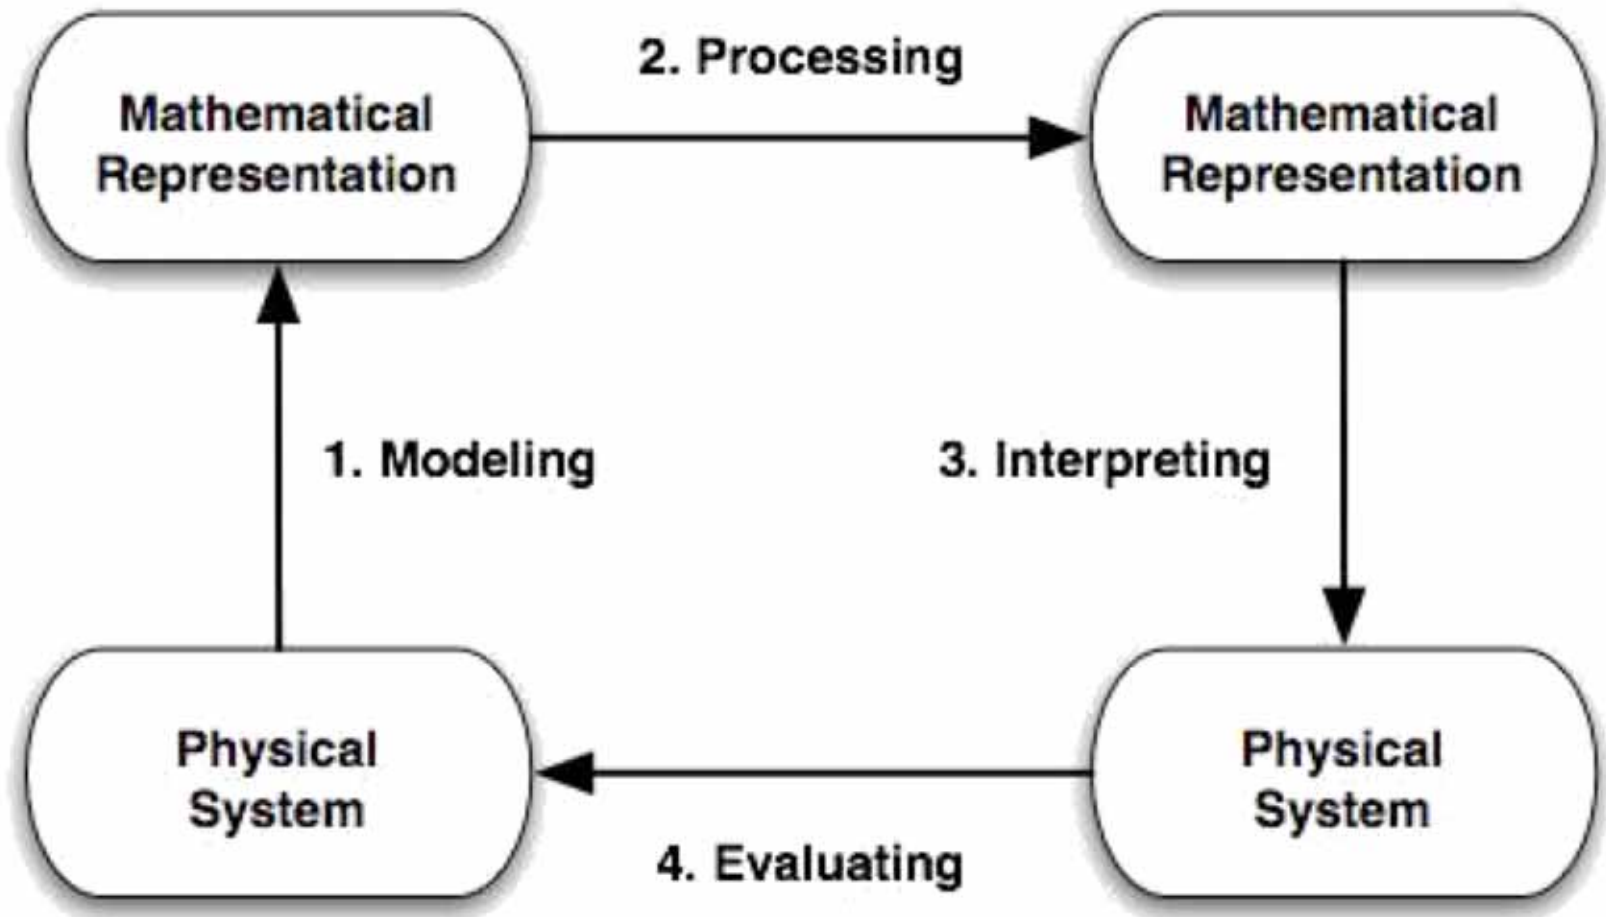 2. Processing
Mathematical
Representation
Mathematical
Representation
1. Modeling
3. Interpreting
Physical
System
Physical
System
4. Evaluating